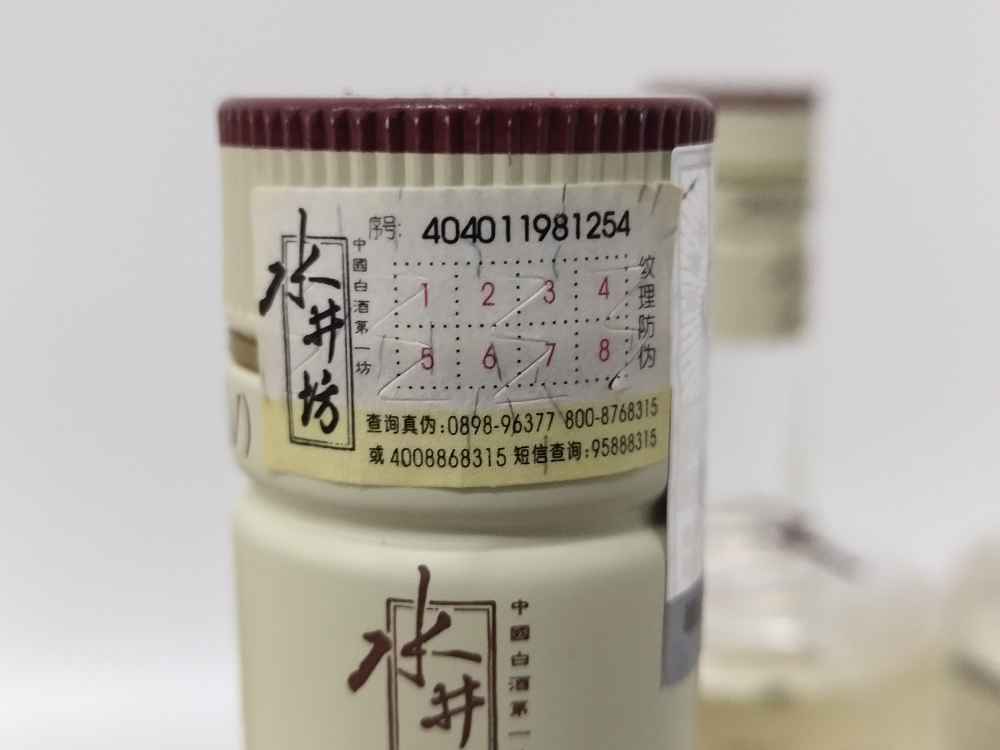 序号: 404011981254
水井坊
中國白酒第一坊
1 2 3 4
5 6 7 8
纹理防伪
查询真伪:0898-96377 800-8768315
或 4008868315 短信查询:95888315
水井
中國白酒第一